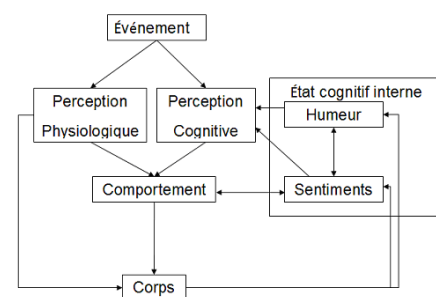 Événement
État cognitif interne
Perception
Physiologique
Perception
Cognitive
Humeur
Comportement
Sentiments
Corps